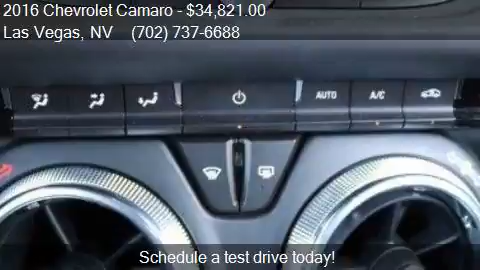 2016 Chevrolet Camaro - $34,821.00
Las Vegas, NV (702) 737-6688
AUTO A/C
Schedule a test drive today!